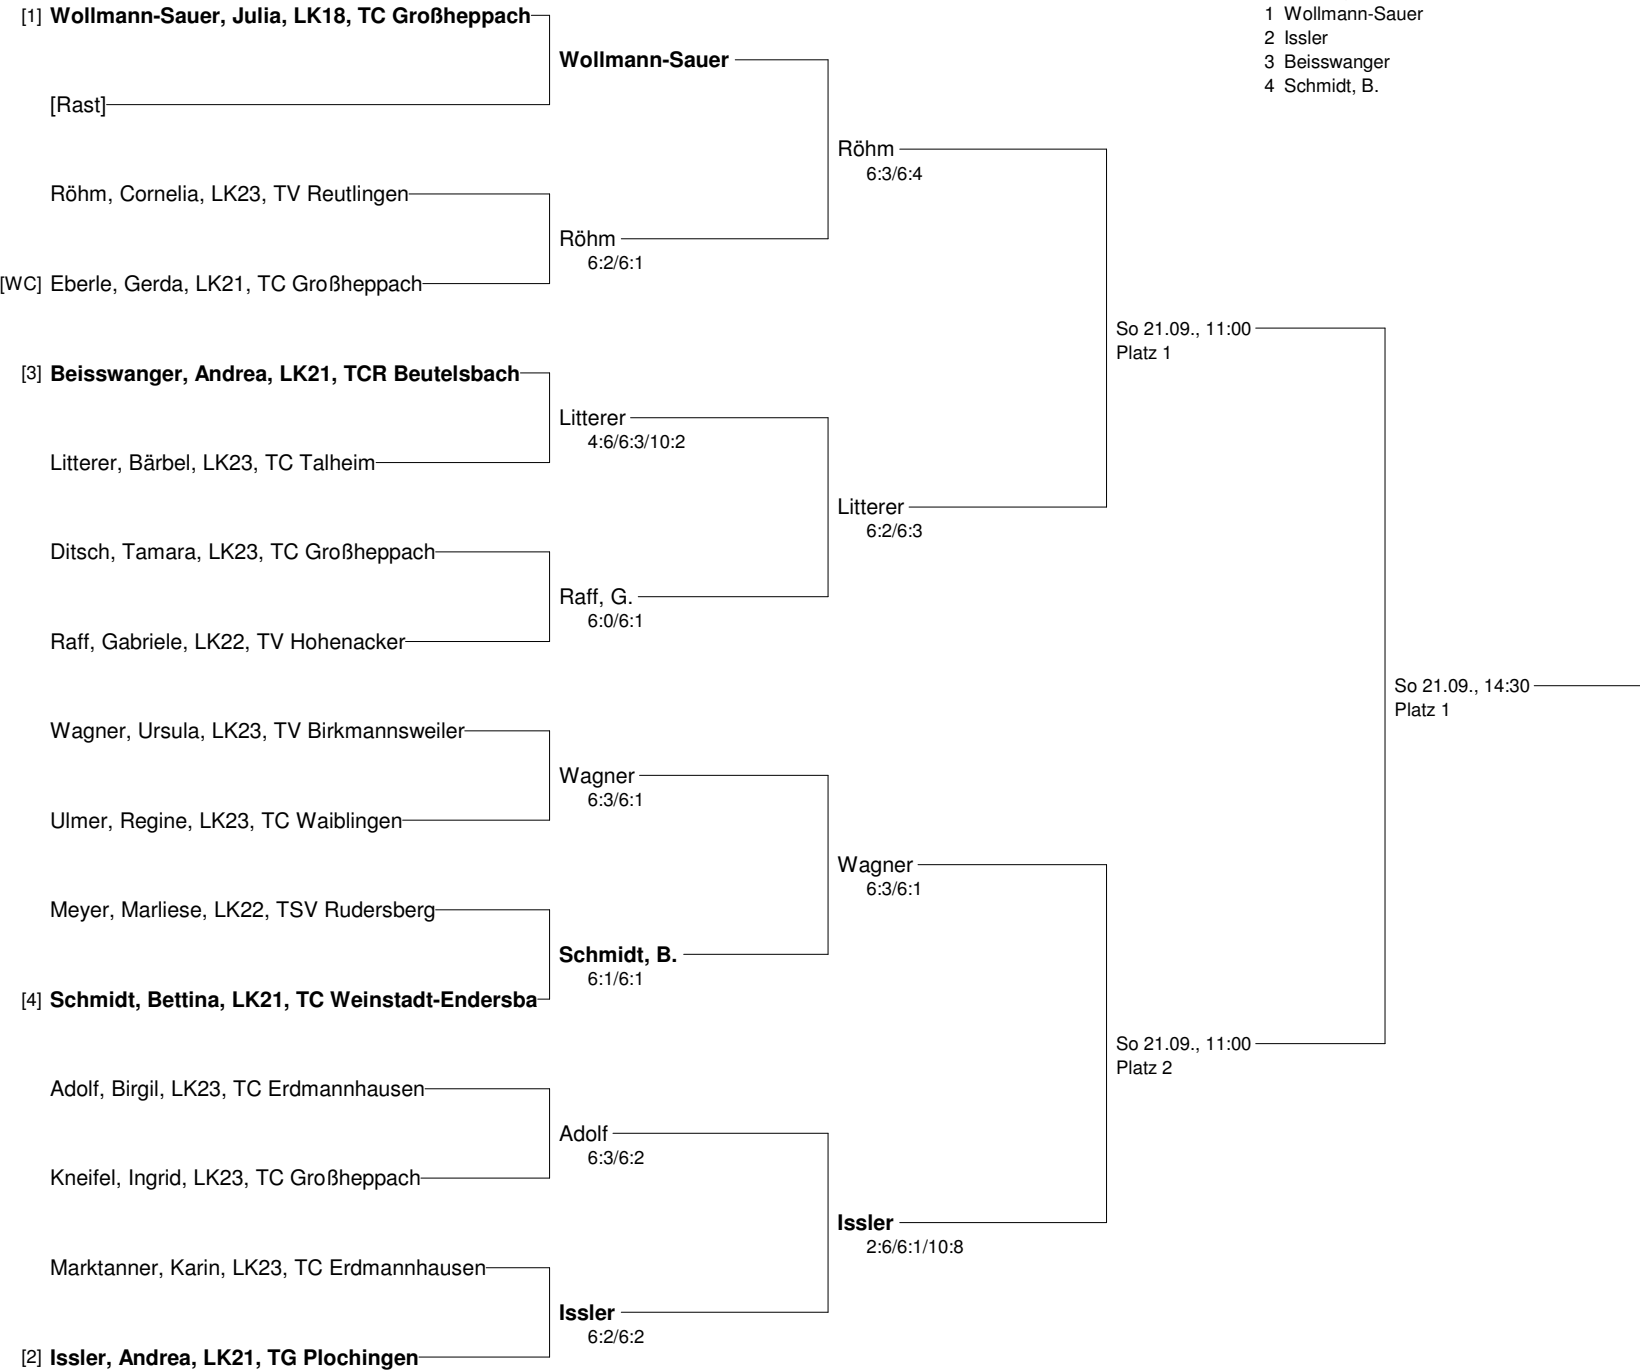 [1] Wollmann-Sauer, Julia, LK18, TC Großheppach
[Rast]
Röhm, Cornelia, LK23, TV Reutlingen
[WC] Eberle, Gerda, LK21, TC Großheppach
[3] Beisswanger, Andrea, LK21, TCR Beutelsbach
Litterer, Bärbel, LK23, TC Talheim
Ditsch, Tamara, LK23, TC Großheppach
Raff, Gabriele, LK22, TV Hohenacker
Wagner, Ursula, LK23, TV Birkmannsweiler
Ulmer, Regine, LK23, TC Waiblingen
Meyer, Marliese, LK22, TSV Rudersberg
[4] Schmidt, Bettina, LK21, TC Weinstadt-Endersba
Adolf, Birgil, LK23, TC Erdmannhausen
Kneifel, Ingrid, LK23, TC Großheppach
Marktanner, Karin, LK23, TC Erdmannhausen
[2] Issler, Andrea, LK21, TG Plochingen
Wollmann-Sauer
Röhm
6:2/6:1
Litterer
4:6/6:3/10:2
Raff, G.
6:0/6:1
Wagner
6:3/6:1
Schmidt, B.
6:1/6:1
Adolf
6:3/6:2
Issler
6:2/6:2
Röhm
6:3/6:4
Litterer
6:2/6:3
Wagner
6:3/6:1
Issler
2:6/6:1/10:8
So 21.09., 11:00
Platz 1
So 21.09., 11:00
Platz 2
So 21.09., 14:30
Platz 1
1 Wollmann-Sauer
2 Issler
3 Beisswanger
4 Schmidt, B.